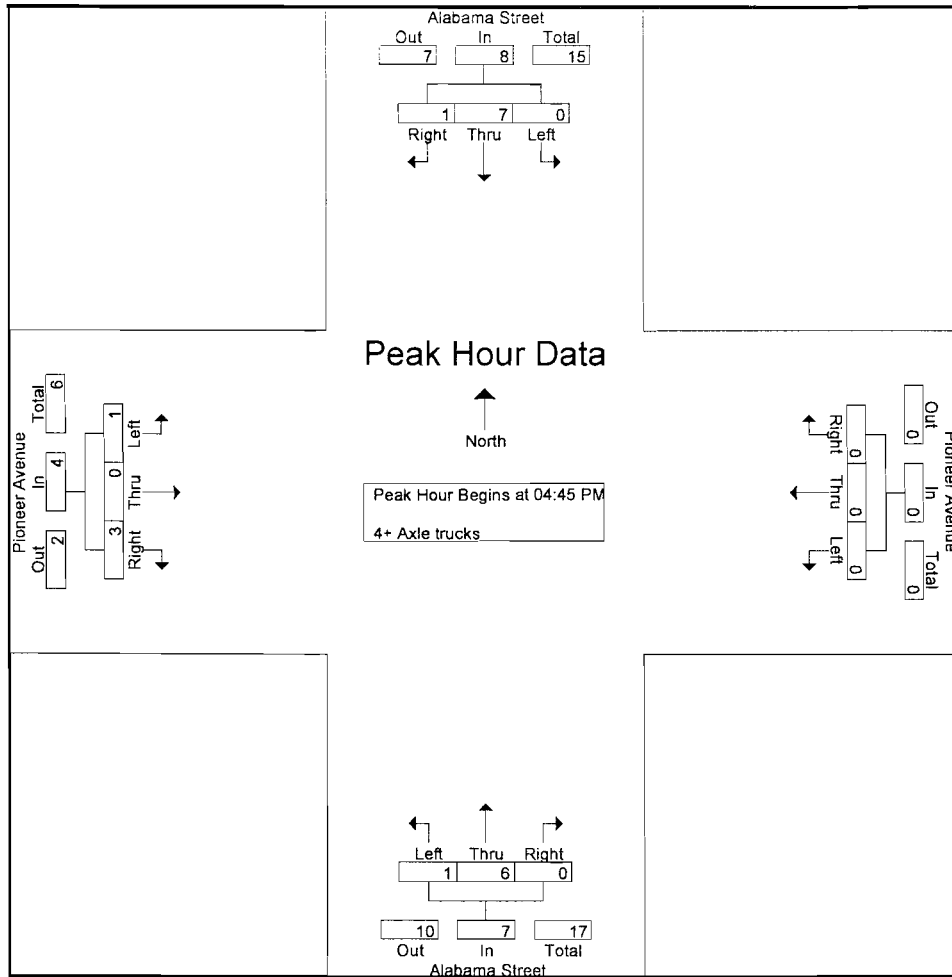 Alabama Street
Out In Total
7 8 15
1 7 0
Right Thru Left
Peak Hour Data
North
Peak Hour Begins at 04:45 PM
4+ Axle trucks
Pioneer Avenue
Out In Total
2 4 6
1 0 3
Left Thru Right
Pioneer Avenue
Out In Total
0 0 0
Right Thru Left
0 0 0
Left Thru Right
1 6 0
10 7 17
Out In Total
Alabama Street